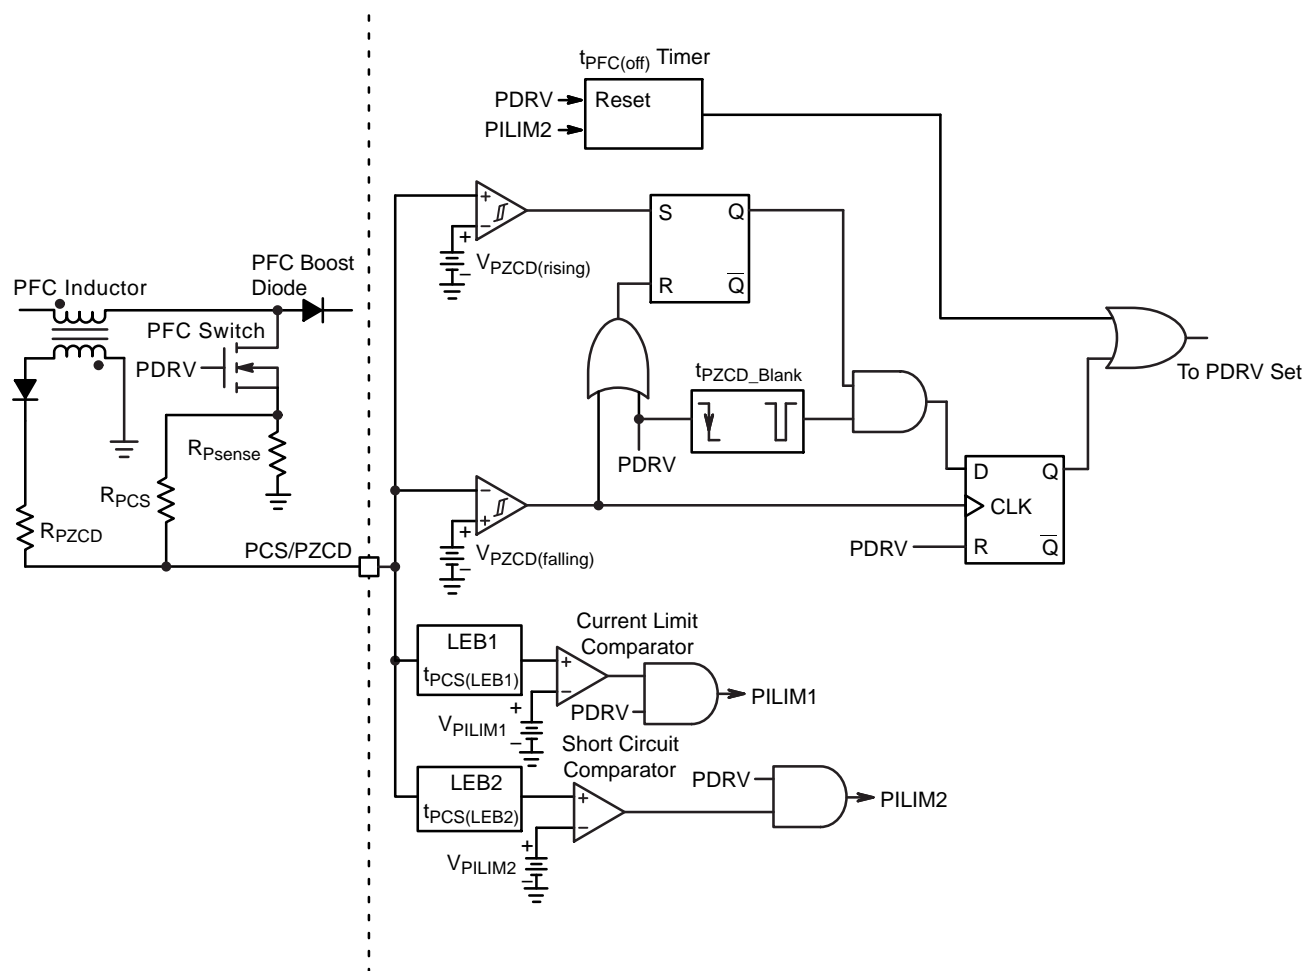 tPFC(off) Timer
PDRV
Reset
PILIM2
+
−
+
−
VPZCD(rising)
S
Q
R
Q
PFC Boost
Diode
PFC Inductor
PFC Switch
PDRV
RPsense
RPCS
RPZCD
PCS/PZCD
tPZCD_Blank
PDRV
To PDRV Set
−
+
+
−
VPZCD(falling)
D
Q
CLK
PDRV
R
Q
Current Limit
Comparator
LEB1
tPCS(LEB1)
+
−
+
VPILIM1
−
PDRV
PILIM1
Short Circuit
Comparator
LEB2
tPCS(LEB2)
+
−
+
VPILIM2
−
PDRV
PILIM2